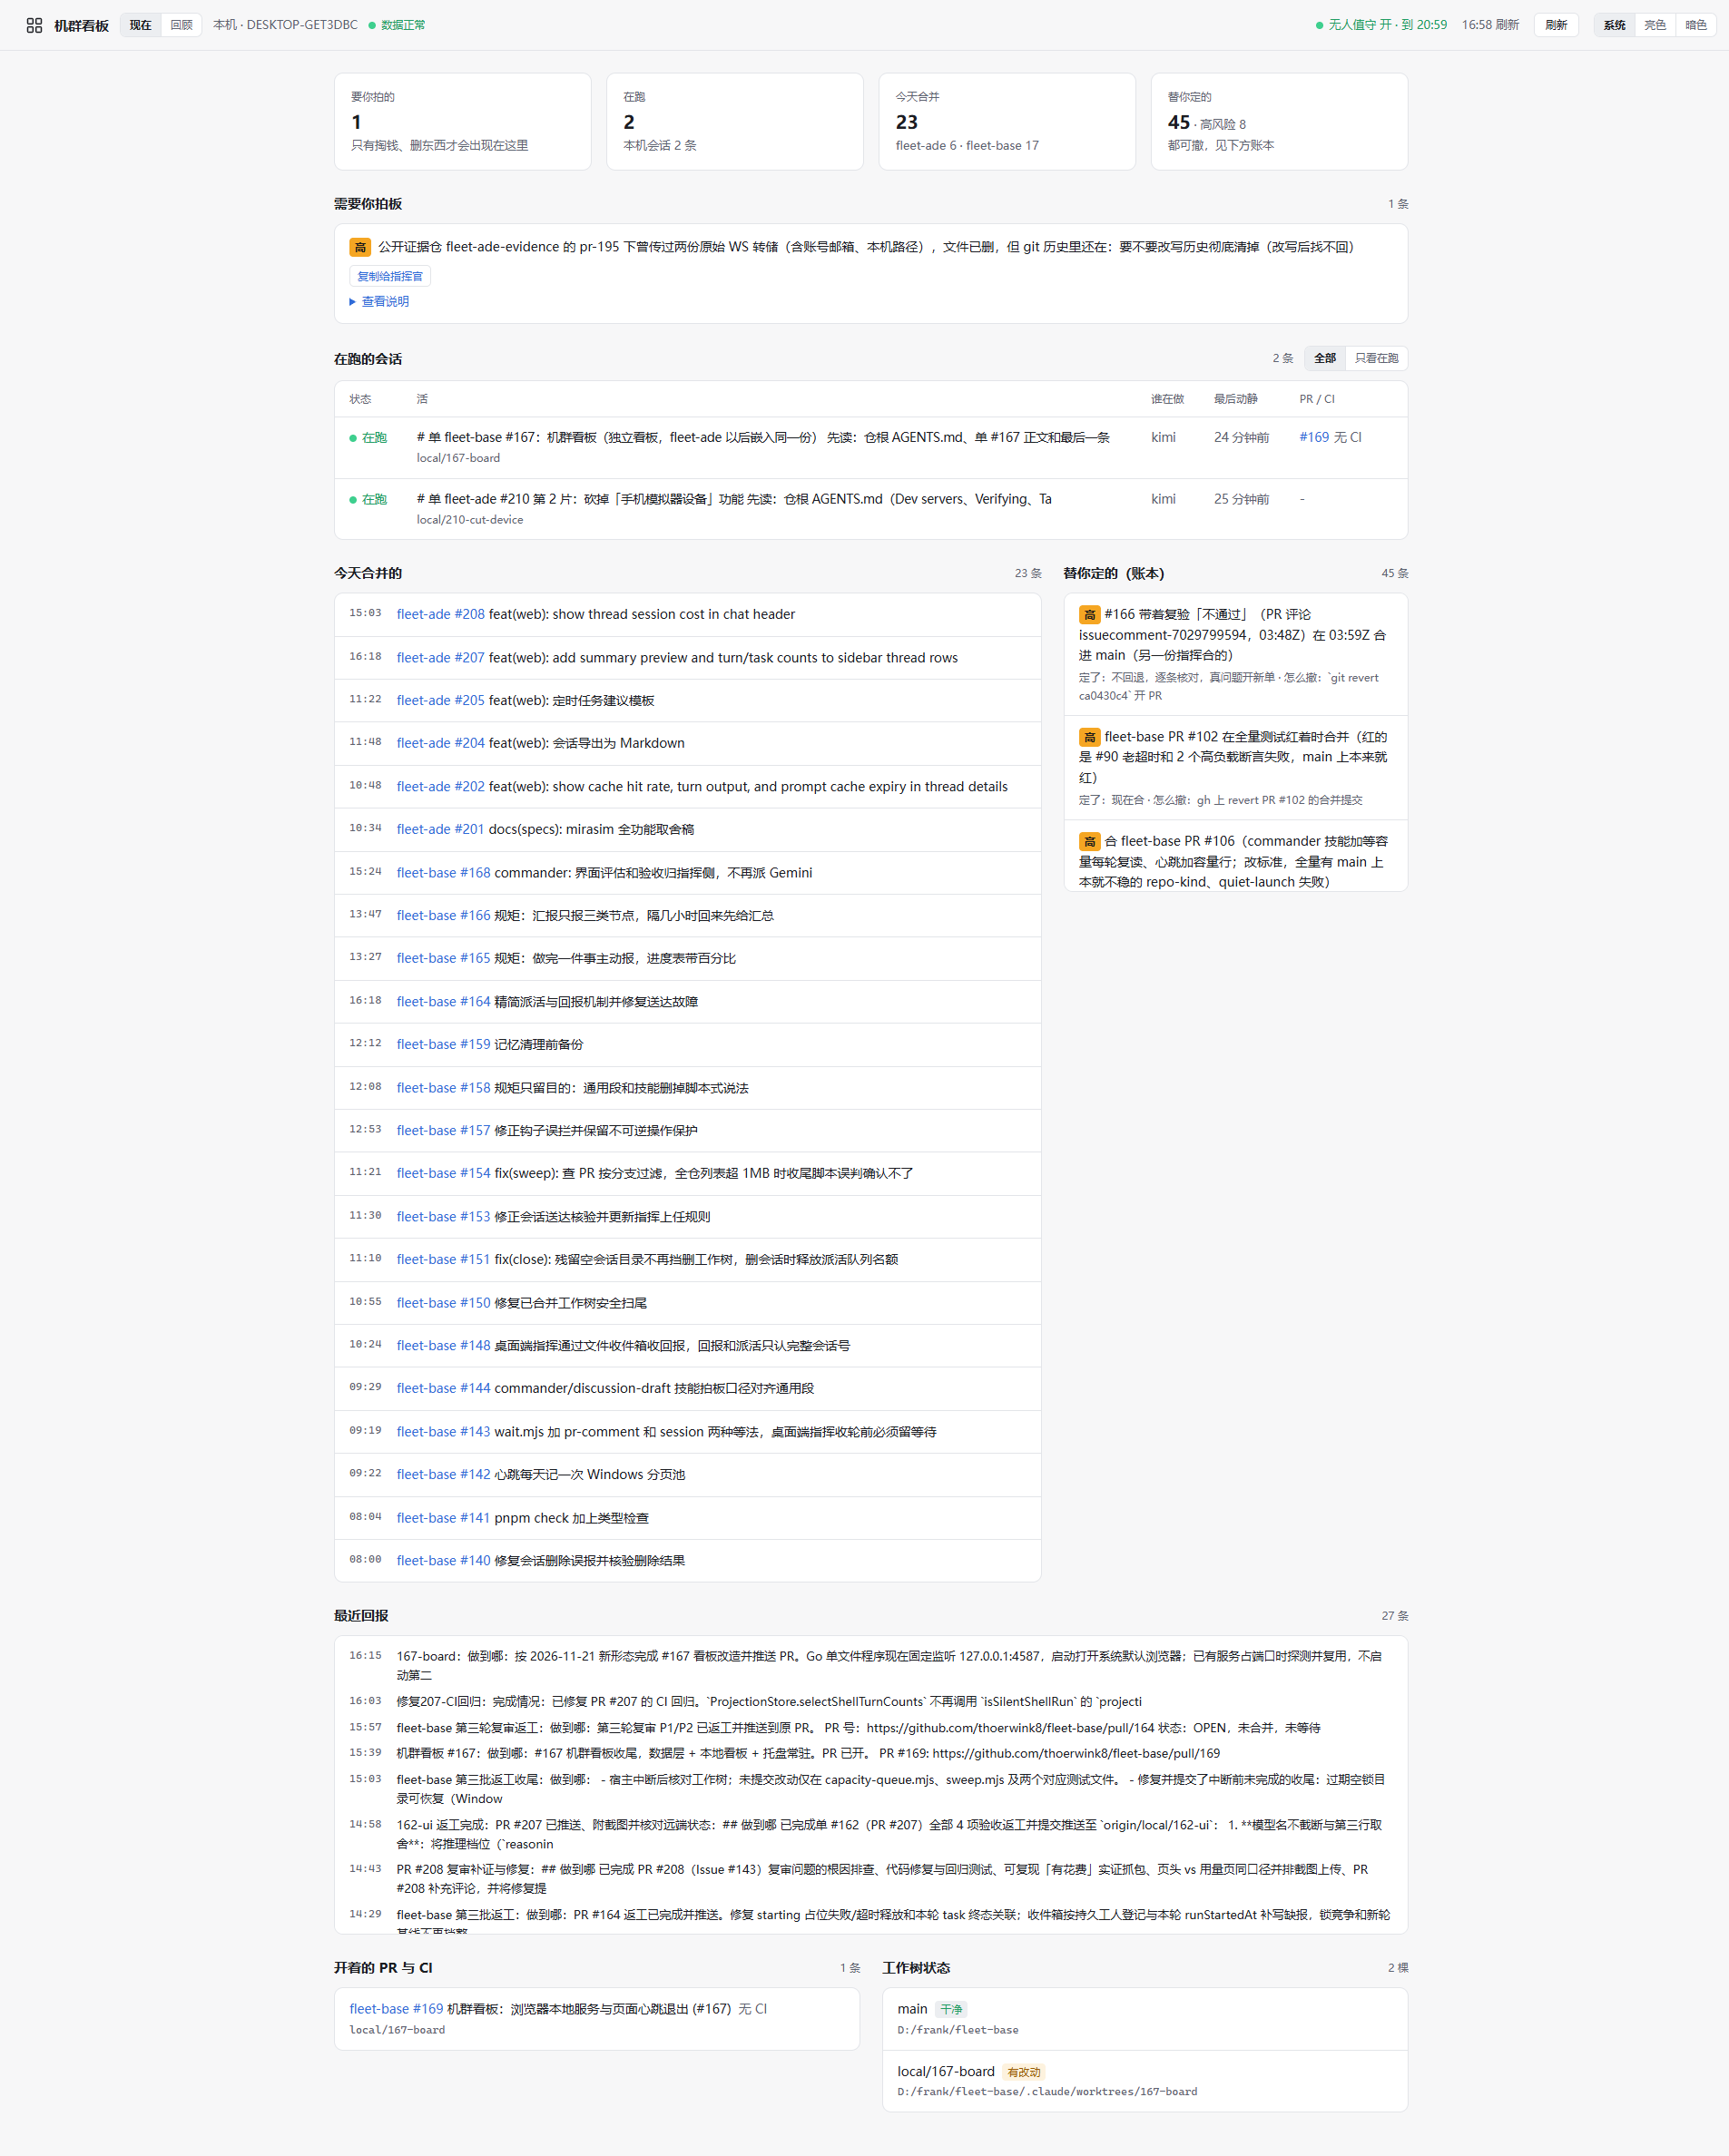 机群看板 现在 回顾 本机 · DESKTOP-GET3DBC 数据正常 无人值守 开 · 到 20:59 16:58 刷新 刷新 系统 亮色 暗色
要你拍的
1
只有掏钱、删东西才会出现在这里
在跑
2
本机会话 2 条
今天合并
23
fleet-ade 6 · fleet-base 17
替你定的
45 · 高风险 8
都可撤，见下方账本
需要你拍板 1 条
高 公开证据仓 fleet-ade-evidence 的 pr-195 下曾传过两份原始 WS 转储（含账号邮箱、本机路径），文件已删，但 git 历史里还在：要不要改写历史彻底清掉（改写后找不回）
复制给指挥官
▶ 查看说明
在跑的会话 2 条 全部 只看在跑
状态 活 谁在做 最后动静 PR / CI
在跑 # 单 fleet-base #167：机群看板（独立看板，fleet-ade 以后嵌入同一份） 先读：仓根 AGENTS.md、单 #167 正文和最后一条 kimi 24 分钟前 #169 无 CI
local/167-board
在跑 # 单 fleet-ade #210 第 2 片：砍掉「手机模拟器设备」功能 先读：仓根 AGENTS.md（Dev servers、Verifying、Ta kimi 25 分钟前 -
local/210-cut-device
今天合并的 23 条
15:03 fleet-ade #208 feat(web): show thread session cost in chat header
16:18 fleet-ade #207 feat(web): add summary preview and turn/task counts to sidebar thread rows
11:22 fleet-ade #205 feat(web): 定时任务建议模板
11:48 fleet-ade #204 feat(web): 会话导出为 Markdown
10:48 fleet-ade #202 feat(web): show cache hit rate, turn output, and prompt cache expiry in thread details
10:34 fleet-ade #201 docs(specs): mirasim 全功能取舍稿
15:24 fleet-base #168 commander: 界面评估和验收归指挥侧，不再派 Gemini
13:47 fleet-base #166 规矩：汇报只报三类节点，隔几小时回来先给汇总
13:27 fleet-base #165 规矩：做完一件事主动报，进度表带百分比
16:18 fleet-base #164 精简派活与回报机制并修复送达故障
12:12 fleet-base #159 记忆清理前备份
12:08 fleet-base #158 规矩只留目的：通用段和技能删掉脚本式说法
12:53 fleet-base #157 修正钩子误拦并保留不可逆操作保护
11:21 fleet-base #154 fix(sweep): 查 PR 按分支过滤，全仓列表超 1MB 时收尾脚本误判确认不了
11:30 fleet-base #153 修正会话送达核验并更新指挥上任规则
11:10 fleet-base #151 fix(close): 残留空会话目录不再挡删工作树，删会话时释放派活队列名额
10:55 fleet-base #150 修复已合并工作树安全扫尾
10:24 fleet-base #148 桌面端指挥通过文件收件箱收回报，回报和派活只认完整会话号
09:29 fleet-base #144 commander/discussion-draft 技能拍板口径对齐通用段
09:19 fleet-base #143 wait.mjs 加 pr-comment 和 session 两种等法，桌面端指挥收轮前必须留等待
09:22 fleet-base #142 心跳每天记一次 Windows 分页池
08:04 fleet-base #141 pnpm check 加上类型检查
08:00 fleet-base #140 修复会话删除误报并核验删除结果
替你定的（账本） 45 条
高 #166 带着复验「不通过」（PR 评论
issuecomment-7029799594，03:48Z）在 03:59Z 合
进 main（另一份指挥合的）
定了：不回退，逐条核对，真问题开新单 · 怎么撤：`git revert
ca0430c4` 开 PR
高 fleet-base PR #102 在全量测试红着时合并（红的
是 #90 老超时和 2 个高负载断言失败，main 上本来就
红）
定了：现在合 · 怎么撤：gh 上 revert PR #102 的合并提交
高 合 fleet-base PR #106（commander 技能加等容
量每轮复读、心跳加容量行；改标准，全量有 main 上
本就不稳的 repo-kind、quiet-launch 失败）
最近回报 27 条
16:15 167-board：做到哪：按 2026-11-21 新形态完成 #167 看板改造并推送 PR。Go 单文件程序现在固定监听 127.0.0.1:4587，启动打开系统默认浏览器；已有服务占端口时探测并复用，不启
动第二
16:03 修复207-CI回归：完成情况：已修复 PR #207 的 CI 回归。`ProjectionStore.selectShellTurnCounts` 不再调用 `isSilentShellRun` 的 `projecti
15:57 fleet-base 第三轮复审返工：做到哪：第三轮复审 P1/P2 已返工并推送到原 PR。 PR 号：https://github.com/thoerwink8/fleet-base/pull/164 状态：OPEN，未合并，未等待
15:39 机群看板 #167：做到哪：#167 机群看板收尾，数据层 + 本地看板 + 托盘常驻。PR 已开。 PR #169: https://github.com/thoerwink8/fleet-base/pull/169
15:03 fleet-base 第三批返工收尾：做到哪： - 宿主中断后核对工作树；未提交改动仅在 capacity-queue.mjs、sweep.mjs 及两个对应测试文件。 - 修复并提交了中断前未完成的收尾：过期空锁目
录可恢复（Window
14:58 162-ui 返工完成：PR #207 已推送、附截图并核对远端状态：## 做到哪 已完成单 #162（PR #207）全部 4 项验收返工并提交推送至 `origin/local/162-ui`： 1. **模型名不截断与第三行取
舍**：将推理档位（`reasonin
14:43 PR #208 复审补证与修复：## 做到哪 已完成 PR #208（Issue #143）复审问题的根因排查、代码修复与回归测试、可复现「有花费」实证抓包、页头 vs 用量页同口径并排截图上传、PR
#208 补充评论，并将修复提
14:29 fleet-base 第三批返工：做到哪：PR #164 返工已完成并推送。修复 starting 占位失败/超时释放和本轮 task 终态关联；收件箱按持久工人登记与本轮 runStartedAt 补写缺报，锁竞争和新轮
开着的 PR 与 CI 1 条
fleet-base #169 机群看板：浏览器本地服务与页面心跳退出 (#167) 无 CI
local/167-board
工作树状态 2 棵
main 干净
D:/frank/fleet-base
local/167-board 有改动
D:/frank/fleet-base/.claude/worktrees/167-board